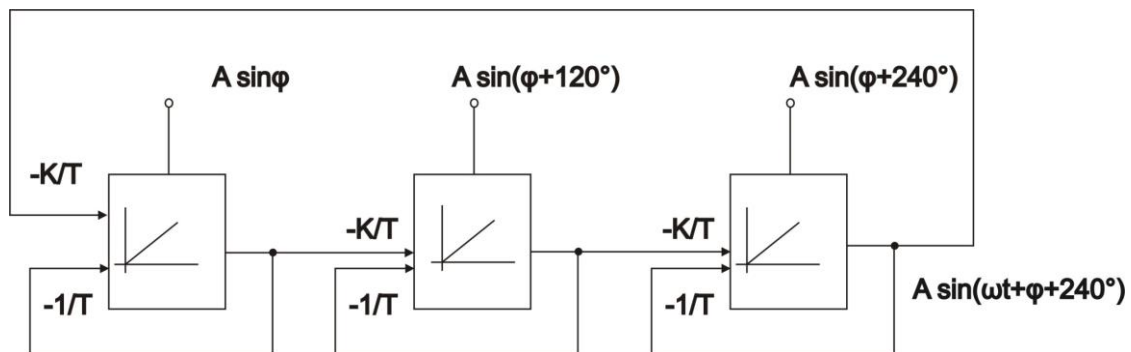 A sinφ
A sin(φ+120°)
A sin(φ+240°)
-K/T
-K/T
-K/T
-1/T
-1/T
-1/T
A sin(ωt+φ+240°)